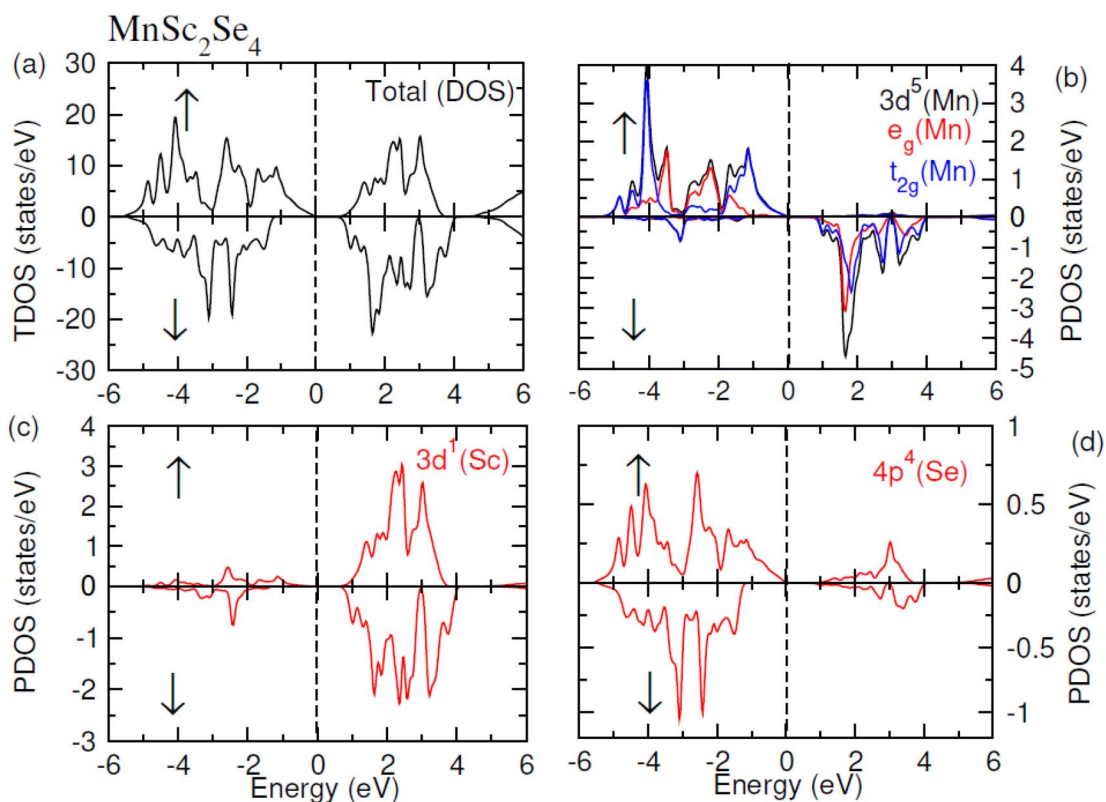 MnSc₂Se₄
(a)
Total (DOS)
↑
↓
TDOS (states/eV)
30
20
10
0
-10
-20
-30
-6 -4 -2 0 2 4 6
(b)
3d⁵(Mn)
e_g(Mn)
t_2g(Mn)
↑
↓
PDOS (states/eV)
4
3
2
1
0
-1
-2
-3
-4
-5
-6 -4 -2 0 2 4 6
(c)
3d¹(Sc)
↑
↓
PDOS (states/eV)
4
3
2
1
0
-1
-2
-3
-6 -4 -2 0 2 4 6
Energy (eV)
(d)
4p⁴(Se)
↑
↓
PDOS (states/eV)
1
0.5
0
-0.5
-1
-6 -4 -2 0 2 4 6
Energy (eV)